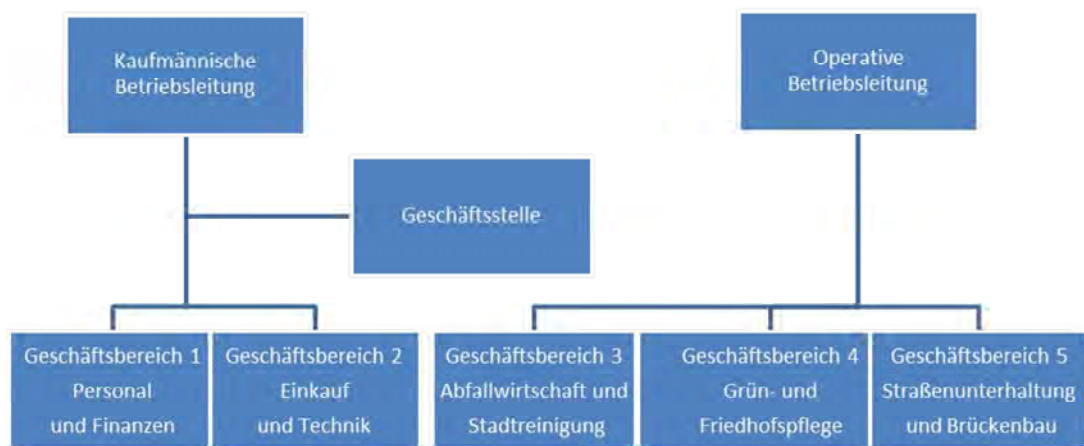 Kaufmännische
Betriebsleitung
Operative
Betriebsleitung
Geschäftsstelle
Geschäftsbereich 1
Personal
und Finanzen
Geschäftsbereich 2
Einkauf
und Technik
Geschäftsbereich 3
Abfallwirtschaft und
Stadtreinigung
Geschäftsbereich 4
Grün- und
Friedhofspflege
Geschäftsbereich 5
Straßenunterhaltung
und Brückenbau